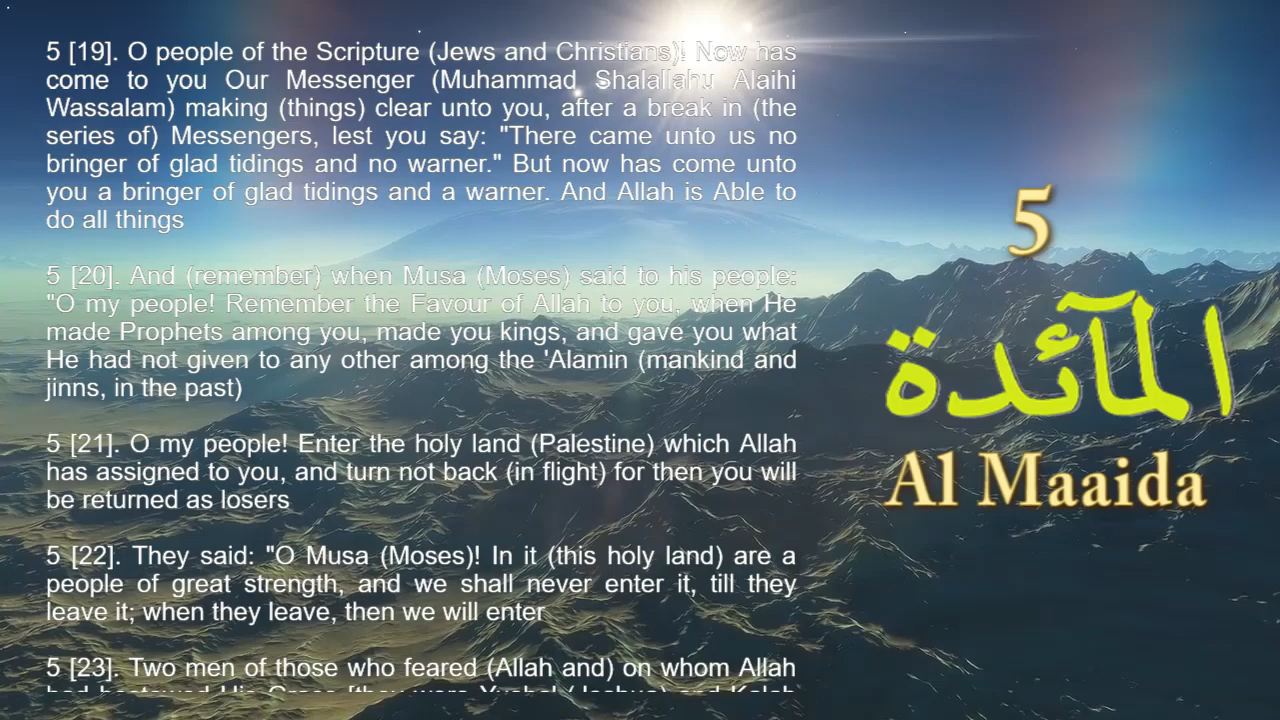 5 [19]. O people of the Scripture (Jews and Christians)! Now has
come to you Our Messenger (Muhammad Shalallahu Alaihi
Wassalam) making (things) clear unto you, after a break in (the
series of) Messengers, lest you say: "There came unto us no
bringer of glad tidings and no warner." But now has come unto
you a bringer of glad tidings and a warner. And Allah is Able to
do all things
5 [20]. And (remember) when Musa (Moses) said to his people:
"O my people! Remember the Favour of Allah to you, when He
made Prophets among you, made you kings, and gave you what
He had not given to any other among the 'Alamin (mankind and
jinns, in the past)
5 [21]. O my people! Enter the holy land (Palestine) which Allah
has assigned to you, and turn not back (in flight) for then you will
be returned as losers
5 [22]. They said: "O Musa (Moses)! In it (this holy land) are a
people of great strength, and we shall never enter it, till they
leave it; when they leave, then we will enter
5 [23]. Two men of those who feared (Allah and) on whom Allah
5
المآئدة
Al Maaida